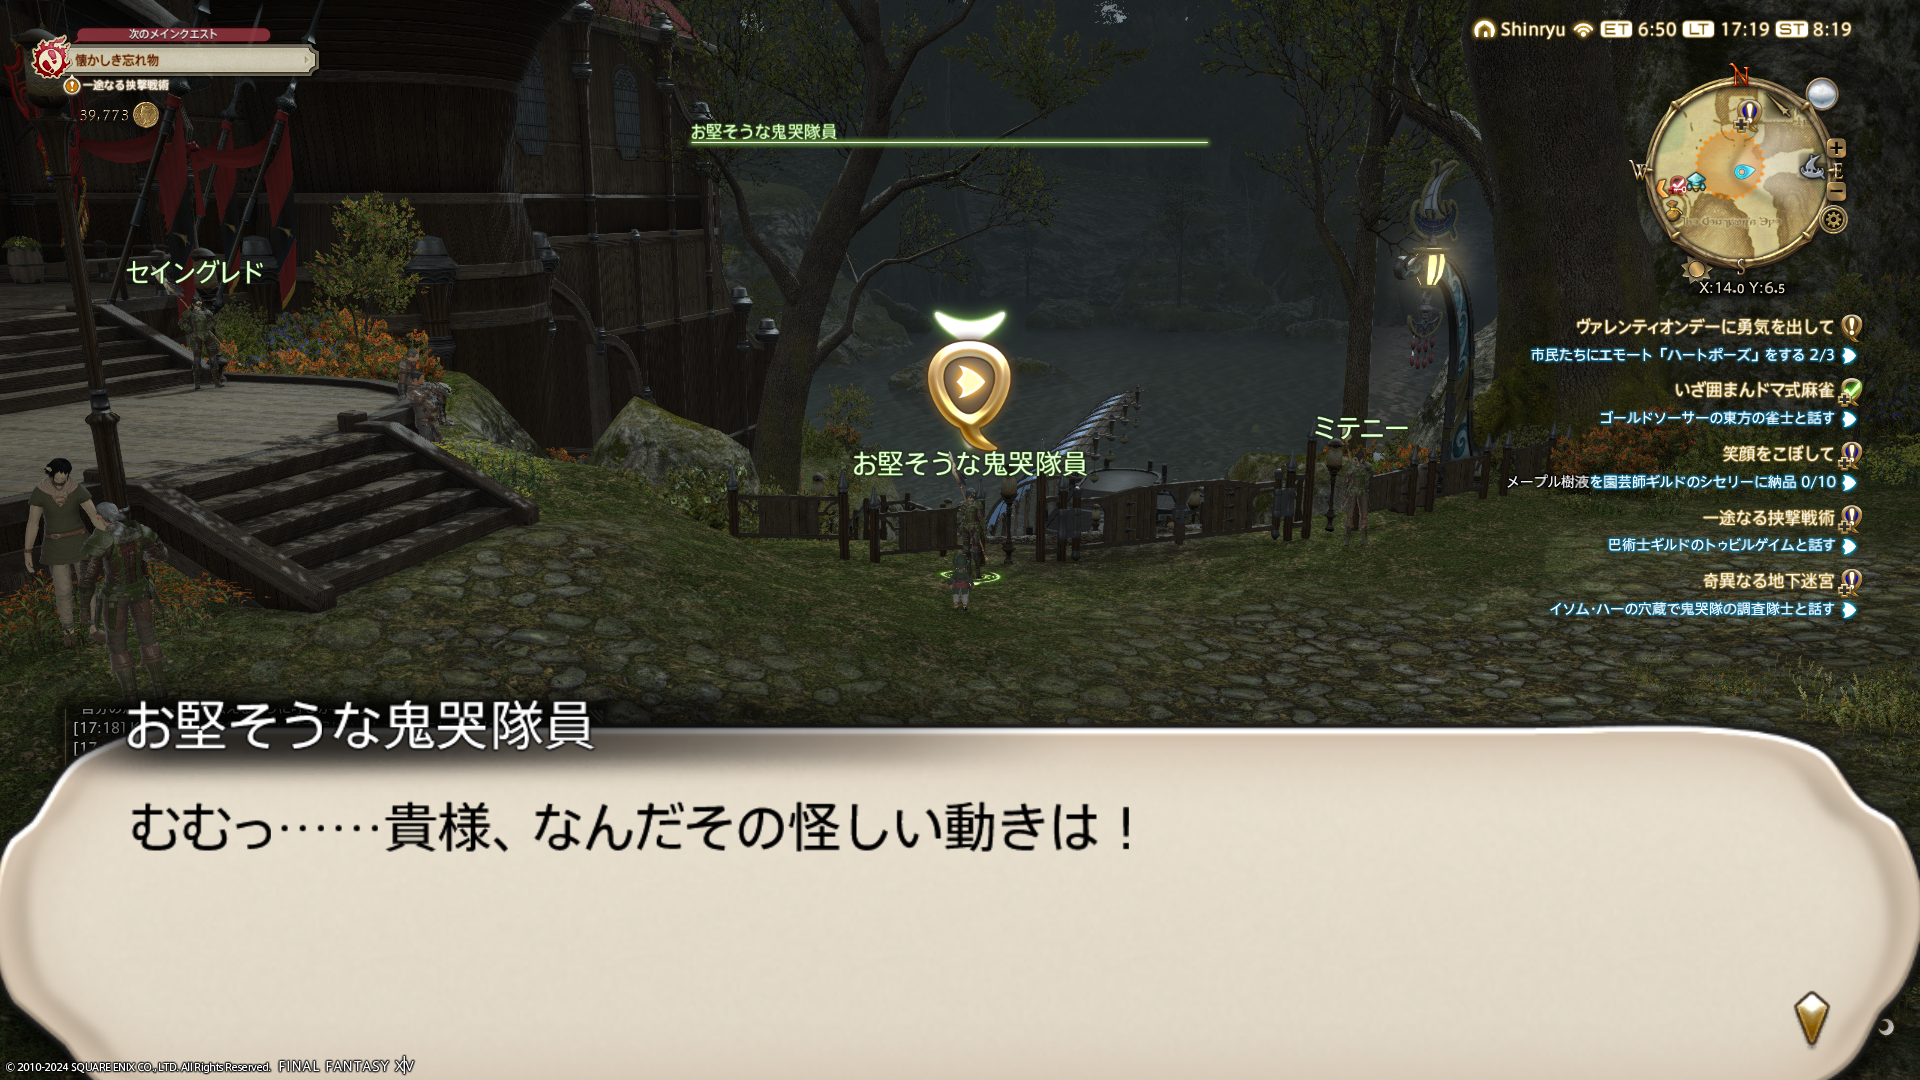 次のメインクエスト
懐かしき忘れ物
一途なる挟撃戦術
39,773
Shinryu ET 6:50 LT 17:19 ST 8:19
N
W
E
S
X:14.0 Y:6.5
お堅そうな鬼哭隊員
セイングレド
お堅そうな鬼哭隊員
ミテニー
ヴァレンティオンデーに勇気を出して
市民たちにエモート「ハートポーズ」をする 2/3
いざ囲まんドマ式麻雀
ゴールドソーサーの東方の雀士と話す
笑顔をこぼして
メープル樹液を園芸師ギルドのシセリーに納品 0/10
一途なる挟撃戦術
巴術士ギルドのトゥビルゲイムと話す
奇異なる地下迷宮
イソム・ハーの穴蔵で鬼哭隊の調査隊士と話す
[17:18]
[17
お堅そうな鬼哭隊員
むむっ……貴様、なんだその怪しい動きは！
© 2010-2024 SQUARE ENIX CO., LTD. All Rights Reserved. FINAL FANTASY XIV